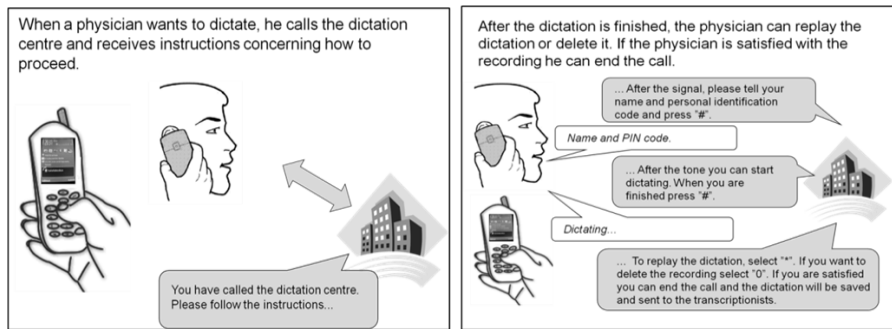 When a physician wants to dictate, he calls the dictation
centre and receives instructions concerning how to
proceed.
You have called the dictation centre.
Please follow the instructions...
After the dictation is finished, the physician can replay the
dictation or delete it. If the physician is satisfied with the
recording he can end the call.
... After the signal, please tell your
name and personal identification
code and press "#".
Name and PIN code.
... After the tone you can start
dictating. When you are
finished press "#".
Dictating...
... To replay the dictation, select "*". If you want to
delete the recording select "0". If you are satisfied
you can end the call and the dictation will be saved
and sent to the transcriptionists.